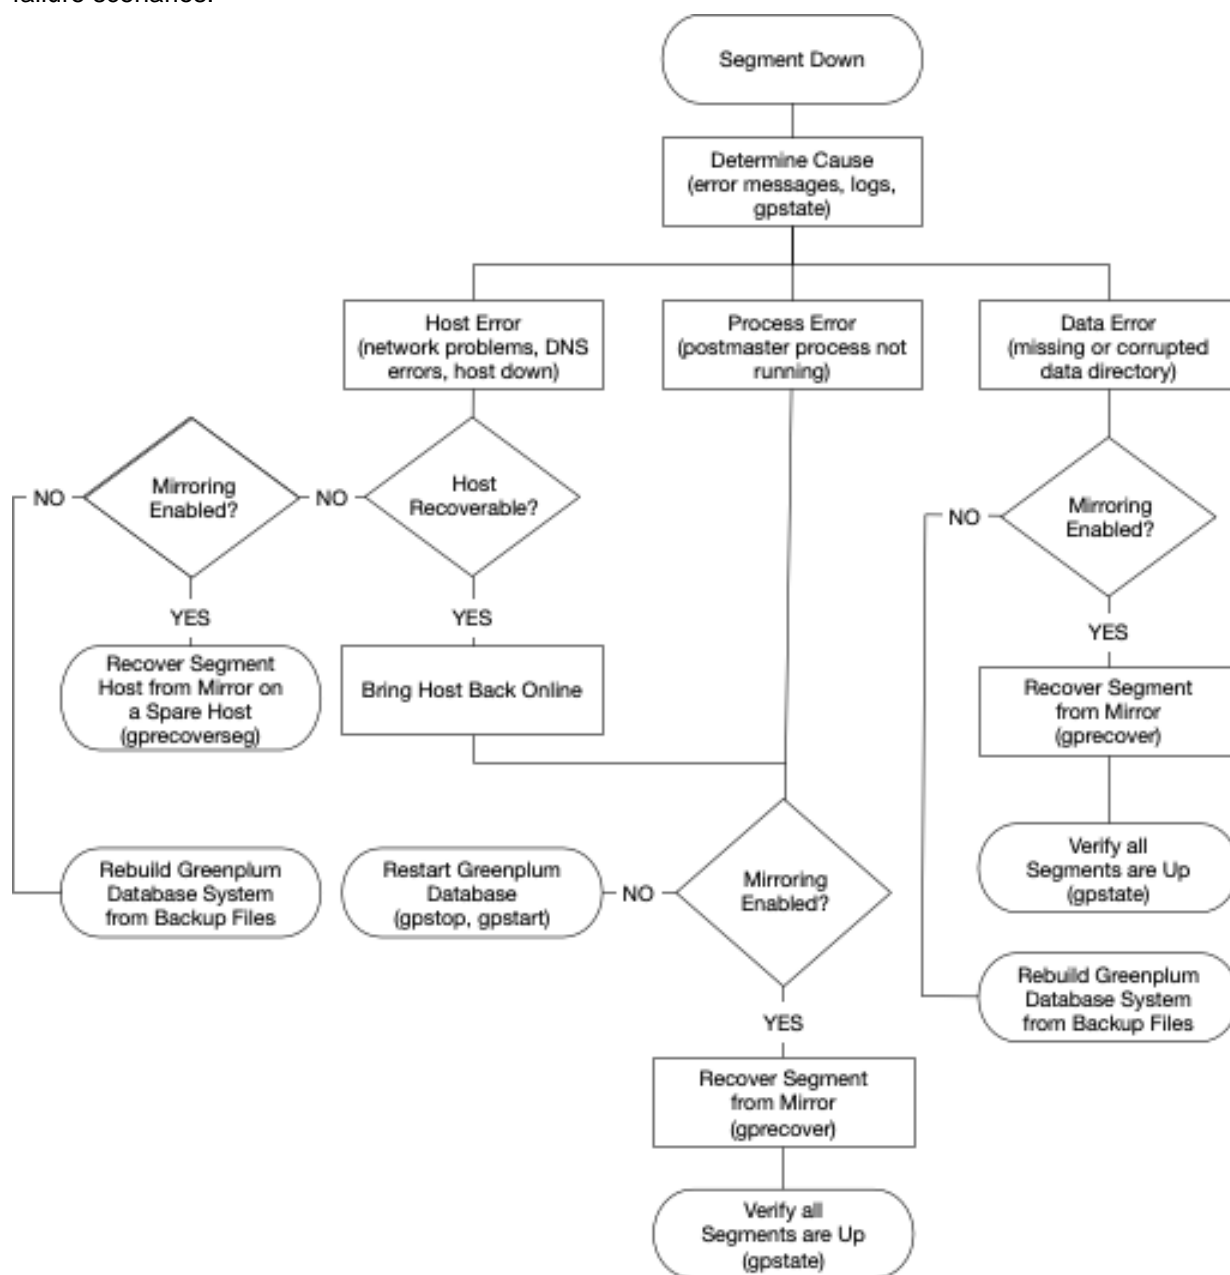 failure scenarios.
Segment Down
Determine Cause
(error messages, logs,
gpstate)
Host Error
(network problems, DNS
errors, host down)
Process Error
(postmaster process not
running)
Data Error
(missing or corrupted
data directory)
NO
Mirroring
Enabled?
NO
Host
Recoverable?
NO
Mirroring
Enabled?
YES
YES
YES
Recover Segment
Host from Mirror on
a Spare Host
(gprecoverseg)
Bring Host Back Online
Recover Segment
from Mirror
(gprecover)
Rebuild Greenplum
Database System
from Backup Files
Restart Greenplum
Database
(gpstop, gpstart)
NO
Mirroring
Enabled?
Verify all
Segments are Up
(gpstate)
YES
Rebuild Greenplum
Database System
from Backup Files
Recover Segment
from Mirror
(gprecover)
Verify all
Segments are Up
(gpstate)